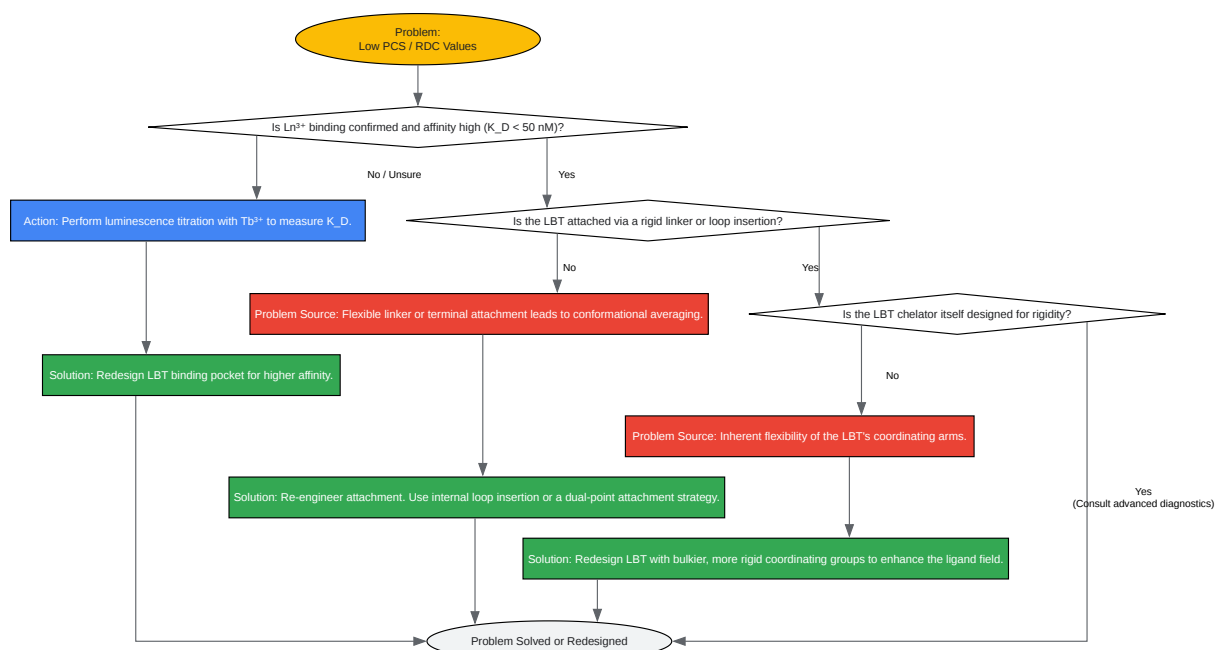 Problem:
Low PCS / RDC Values
Is Ln³⁺ binding confirmed and affinity high (K_D < 50 nM)?
No / Unsure
Yes
Action: Perform luminescence titration with Tb³⁺ to measure K_D.
Is the LBT attached via a rigid linker or loop insertion?
No
Yes
Problem Source: Flexible linker or terminal attachment leads to conformational averaging.
Is the LBT chelator itself designed for rigidity?
Solution: Redesign LBT binding pocket for higher affinity.
No
Problem Source: Inherent flexibility of the LBT's coordinating arms.
Solution: Re-engineer attachment. Use internal loop insertion or a dual-point attachment strategy.
Yes
(Consult advanced diagnostics)
Solution: Redesign LBT with bulkier, more rigid coordinating groups to enhance the ligand field.
Problem Solved or Redesigned